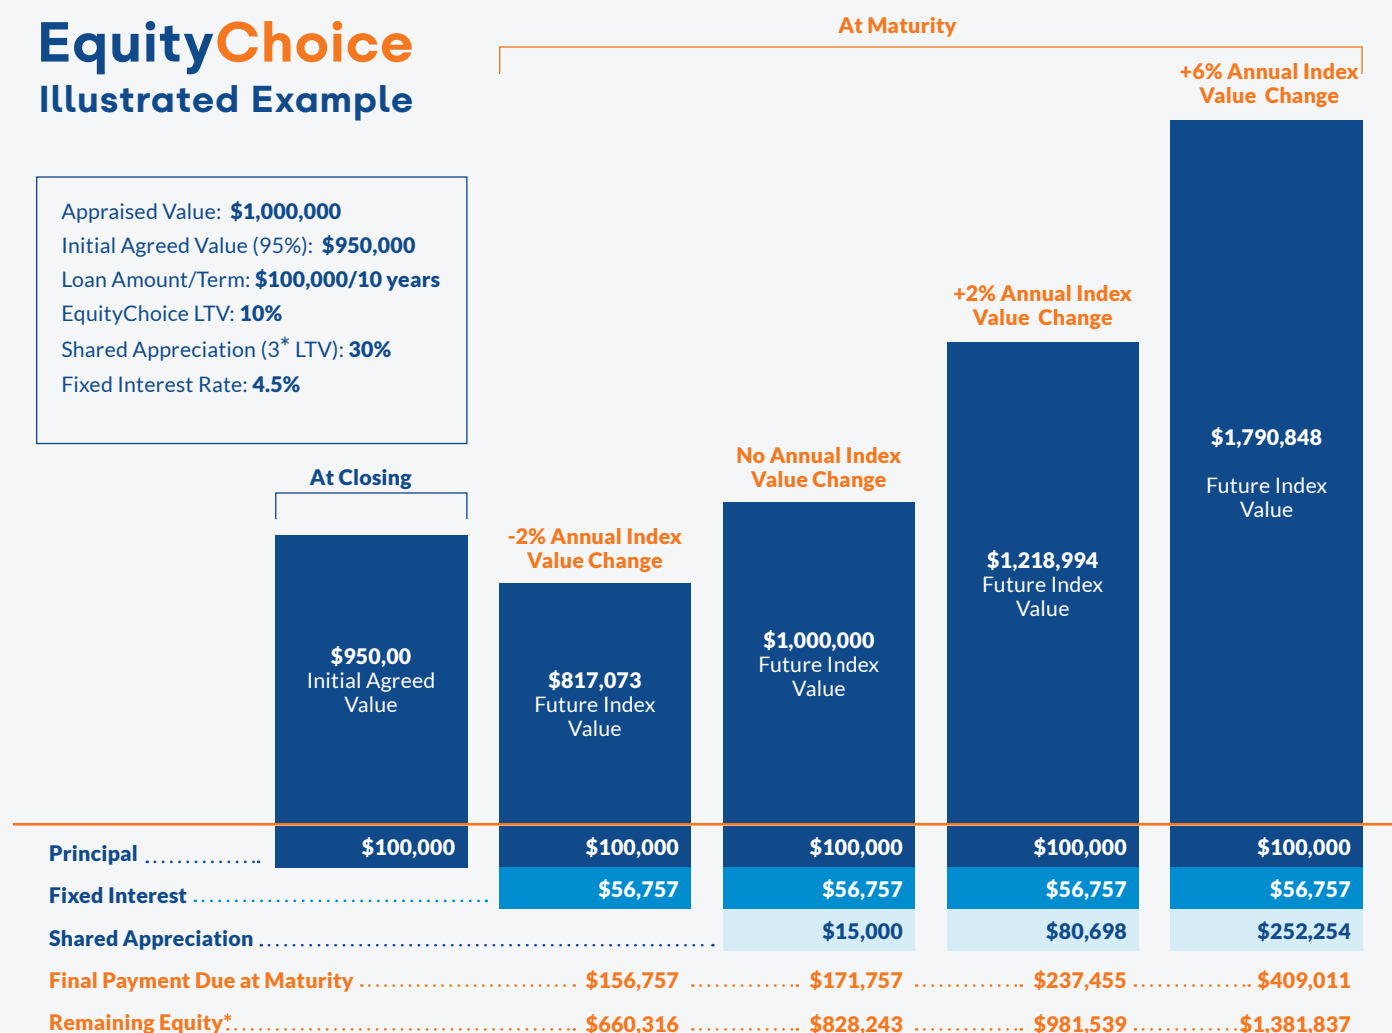 EquityChoice
Illustrated Example
Appraised Value: $1,000,000
Initial Agreed Value (95%): $950,000
Loan Amount/Term: $100,000/10 years
EquityChoice LTV: 10%
Shared Appreciation (3* LTV): 30%
Fixed Interest Rate: 4.5%
At Closing
$950,00
Initial Agreed
Value
At Maturity
-2% Annual Index
Value Change
$817,073
Future Index
Value
No Annual Index
Value Change
$1,000,000
Future Index
Value
+2% Annual Index
Value Change
$1,218,994
Future Index
Value
+6% Annual Index
Value Change
$1,790,848
Future Index
Value
Principal .............. $100,000 $100,000 $100,000 $100,000 $100,000
Fixed Interest .................................... $56,757 $56,757 $56,757 $56,757
Shared Appreciation ........................................................ $15,000 $80,698 $252,254
Final Payment Due at Maturity ........................... $156,757 ............. $171,757 ............. $237,455 .............. $409,011
Remaining Equity*........................................... $660,316 ............. $828,243 ............. $981,539 ............. $1,381,837